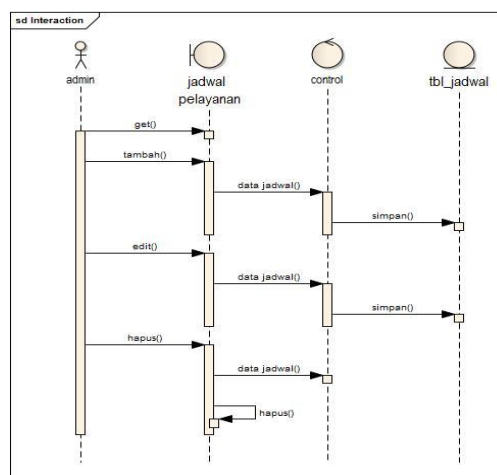 sd Interaction
admin
jadwal
pelayanan
control
tbl_jadwal
get()
tambah()
data jadwal()
simpan()
edit()
data jadwal()
simpan()
hapus()
data jadwal()
hapus()